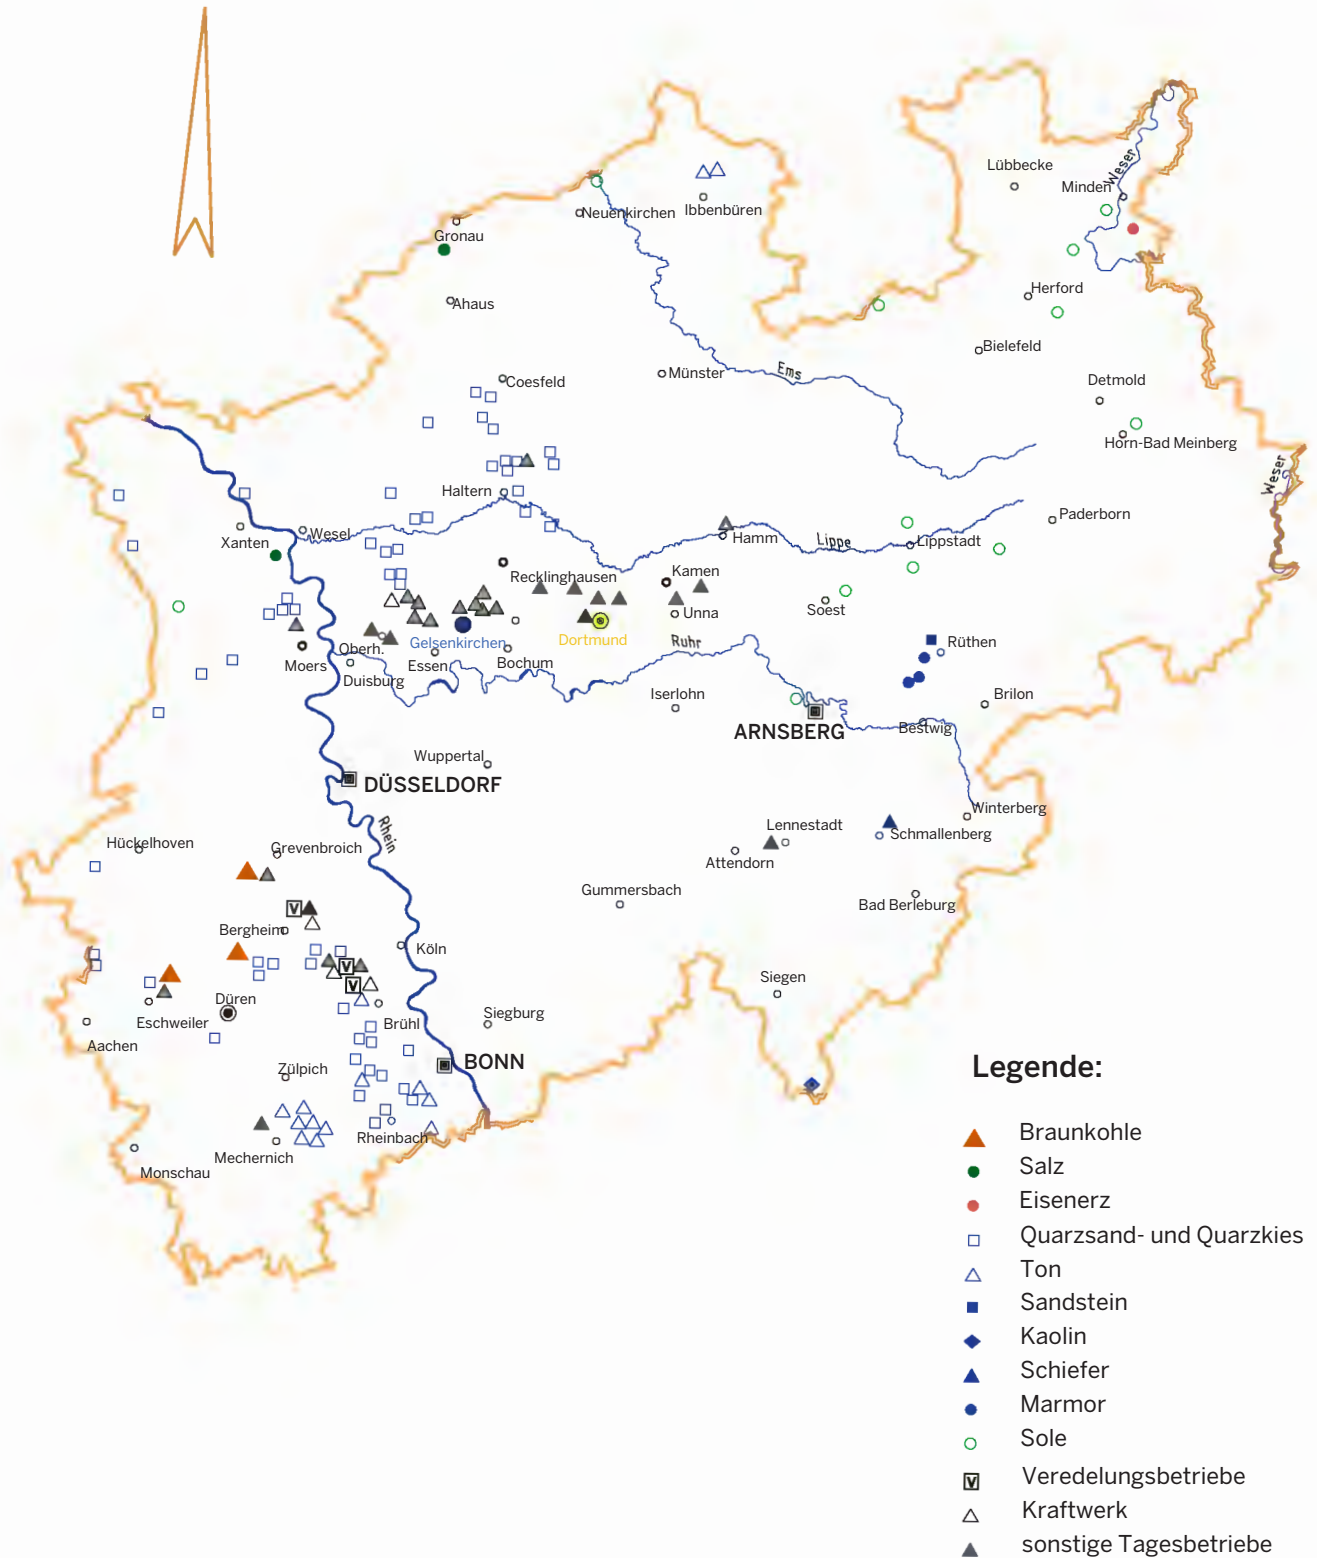 Lübbecke
Minden
Weser
Neuenkirchen
Ibbenbüren
Gronau
Ahaus
Herford
Bielefeld
Coesfeld
Münster
Ems
Detmold
Horn-Bad Meinberg
Weser
Haltern
Paderborn
Xanten
Wesel
Hamm
Lippe
Lippstadt
Recklinghausen
Kamen
Unna
Soest
Oberh.
Gelsenkirchen
Dortmund
Ruhr
Rüthen
Moers
Duisburg
Essen
Bochum
Iserlohn
Brilon
ARNSBERG
Bestwig
Wuppertal
DÜSSELDORF
Rhein
Winterberg
Hückelhoven
Grevenbroich
Lennestadt
Schmallenberg
Attendorn
Gummersbach
Bad Berleburg
V
Bergheim
Köln
V
V
Siegen
Düren
Eschweiler
Brühl
Siegburg
Aachen
Zülpich
BONN
Rheinbach
Mechernich
Monschau
Legende:
Braunkohle
Salz
Eisenerz
Quarzsand- und Quarzkies
Ton
Sandstein
Kaolin
Schiefer
Marmor
Sole
V Veredelungsbetriebe
Kraftwerk
sonstige Tagesbetriebe